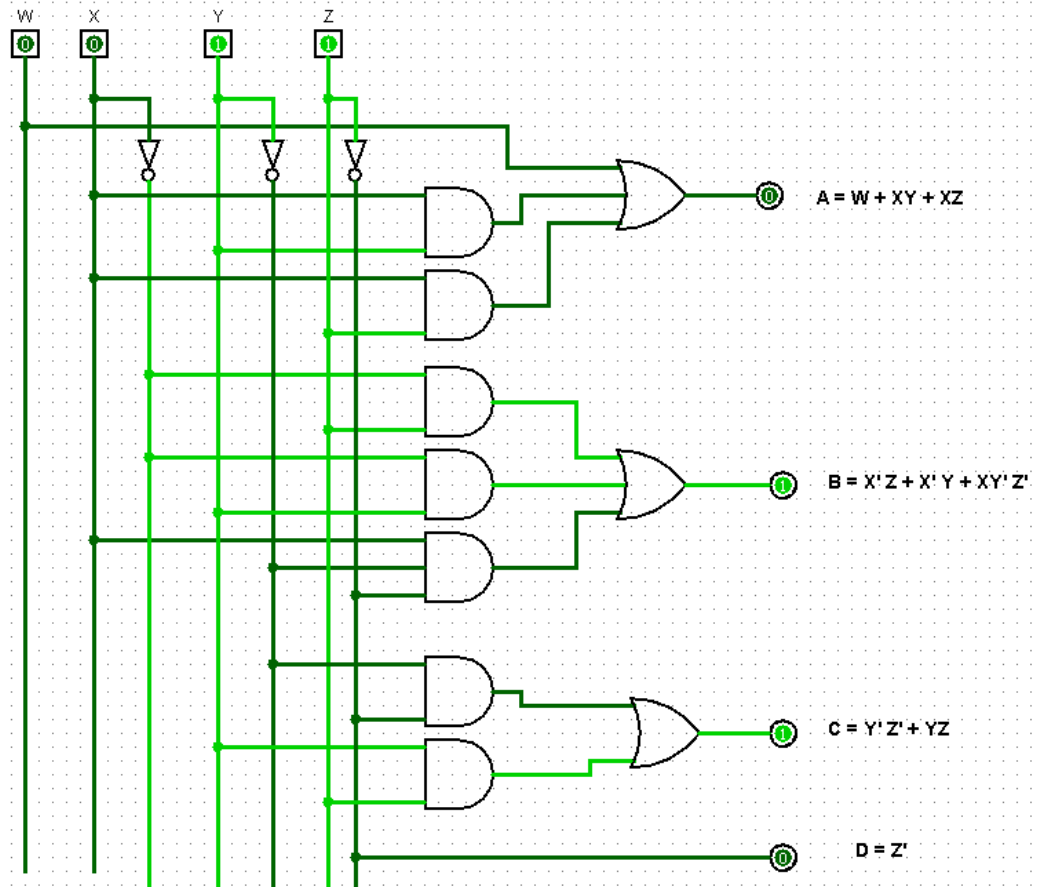 W X Y Z
0 0 1 1
0 A = W + XY + XZ
1 B = X' Z + X' Y + XY' Z'
1 C = Y' Z' + YZ
0 D = Z'